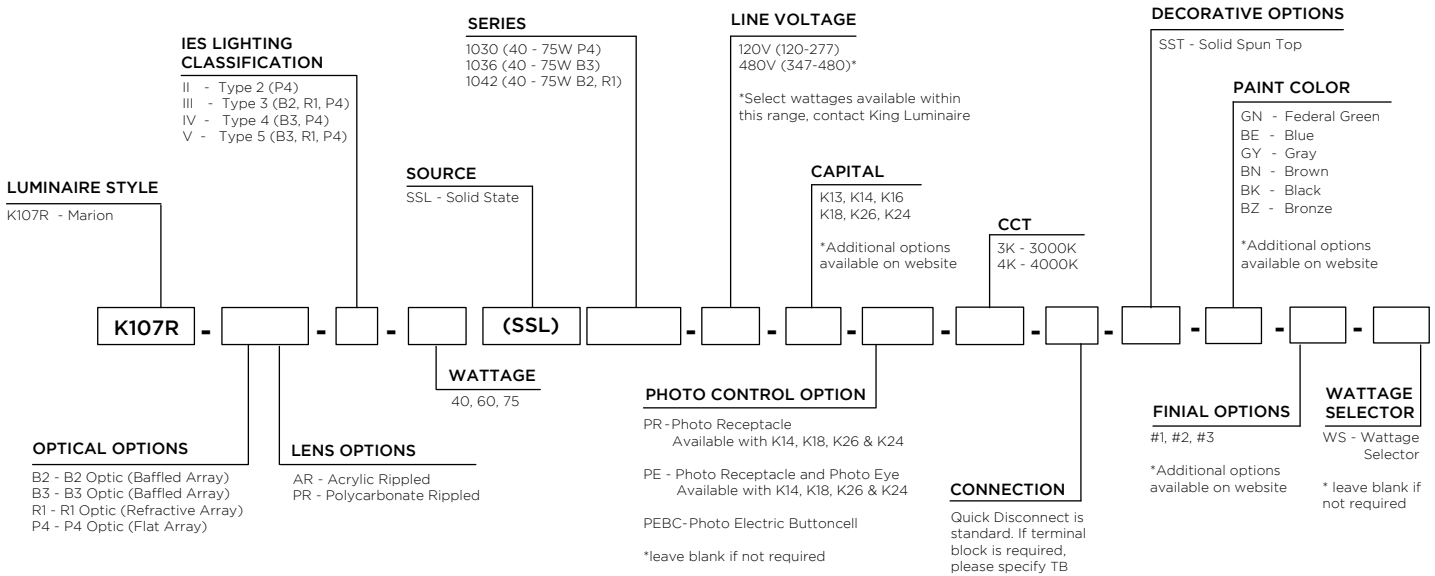 LUMINAIRE STYLE
K107R - Marion
IES LIGHTING
CLASSIFICATION
II - Type 2 (P4)
III - Type 3 (B2, R1, P4)
IV - Type 4 (B3, P4)
V - Type 5 (B3, R1, P4)
SOURCE
SSL - Solid State
SERIES
1030 (40 - 75W P4)
1036 (40 - 75W B3)
1042 (40 - 75W B2, R1)
LINE VOLTAGE
120V (120-277)
480V (347-480)*
*Select wattages available within
this range, contact King Luminaire
CAPITAL
K13, K14, K16
K18, K26, K24
*Additional options
available on website
CCT
3K - 3000K
4K - 4000K
DECORATIVE OPTIONS
SST - Solid Spun Top
PAINT COLOR
GN - Federal Green
BE - Blue
GY - Gray
BN - Brown
BK - Black
BZ - Bronze
*Additional options
available on website
K107R - - - (SSL) - - - - - - - - -
OPTICAL OPTIONS
B2 - B2 Optic (Baffled Array)
B3 - B3 Optic (Baffled Array)
R1 - R1 Optic (Refractive Array)
P4 - P4 Optic (Flat Array)
LENS OPTIONS
AR - Acrylic Rippled
PR - Polycarbonate Rippled
WATTAGE
40, 60, 75
PHOTO CONTROL OPTION
PR - Photo Receptacle
Available with K14, K18, K26 & K24
PE - Photo Receptacle and Photo Eye
Available with K14, K18, K26 & K24
PEBC - Photo Electric Buttoncell
*leave blank if not required
CONNECTION
Quick Disconnect is
standard. If terminal
block is required,
please specify TB
FINIAL OPTIONS
#1, #2, #3
*Additional options
available on website
WATTAGE
SELECTOR
WS - Wattage
Selector
* leave blank if
not required